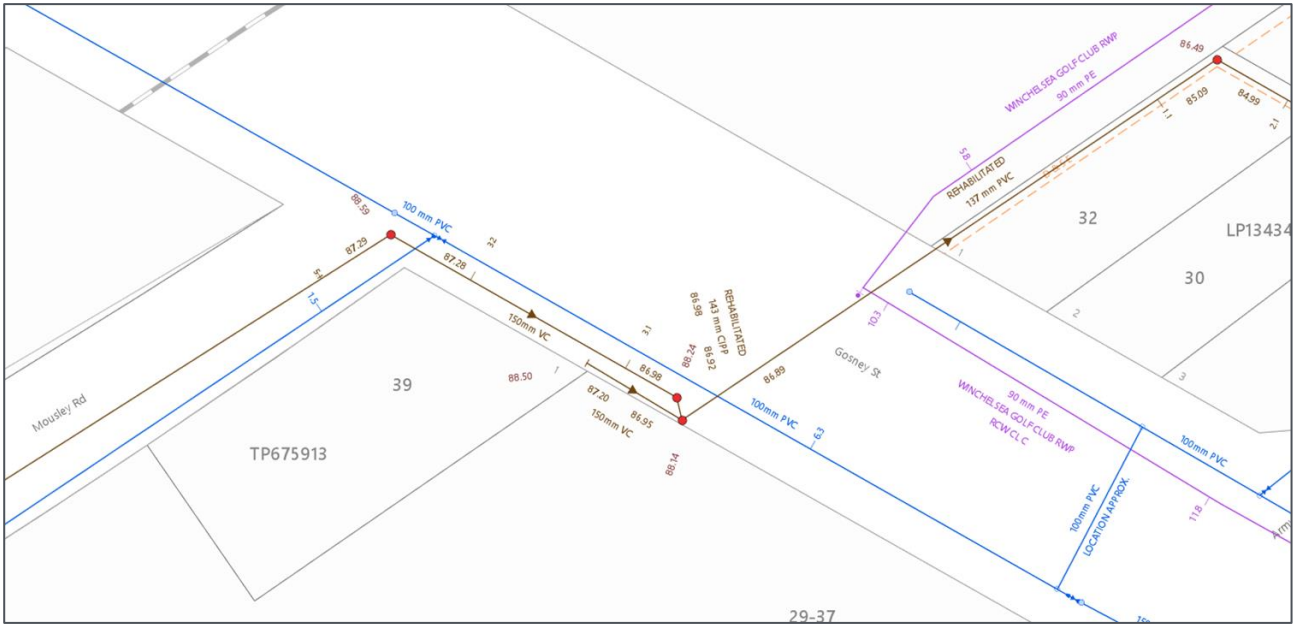 WINCHELSEA GOLF CLUB RWP
90 mm PE
86.49
85.09
84.99
1.1
2.1
5.8
REHABILITATED
137 mm PVC
32
LP13434
30
88.59
100 mm PVC
87.29
87.28
3.2
1.5
150mm VC
3.1
REHABILITATED
143 mm CIPP
86.98
86.92
88.24
86.98
86.89
1
2
3
10.3
Gosney St
39
88.50
1
87.20
86.95
150mm VC
Mousley Rd
TP675913
88.14
100mm PVC
6.3
90 mm PE
WINCHELSEA GOLF CLUB RWP
RCW CL C
100mm PVC
100mm PVC
LOCATION APPROX.
11.8
29-37